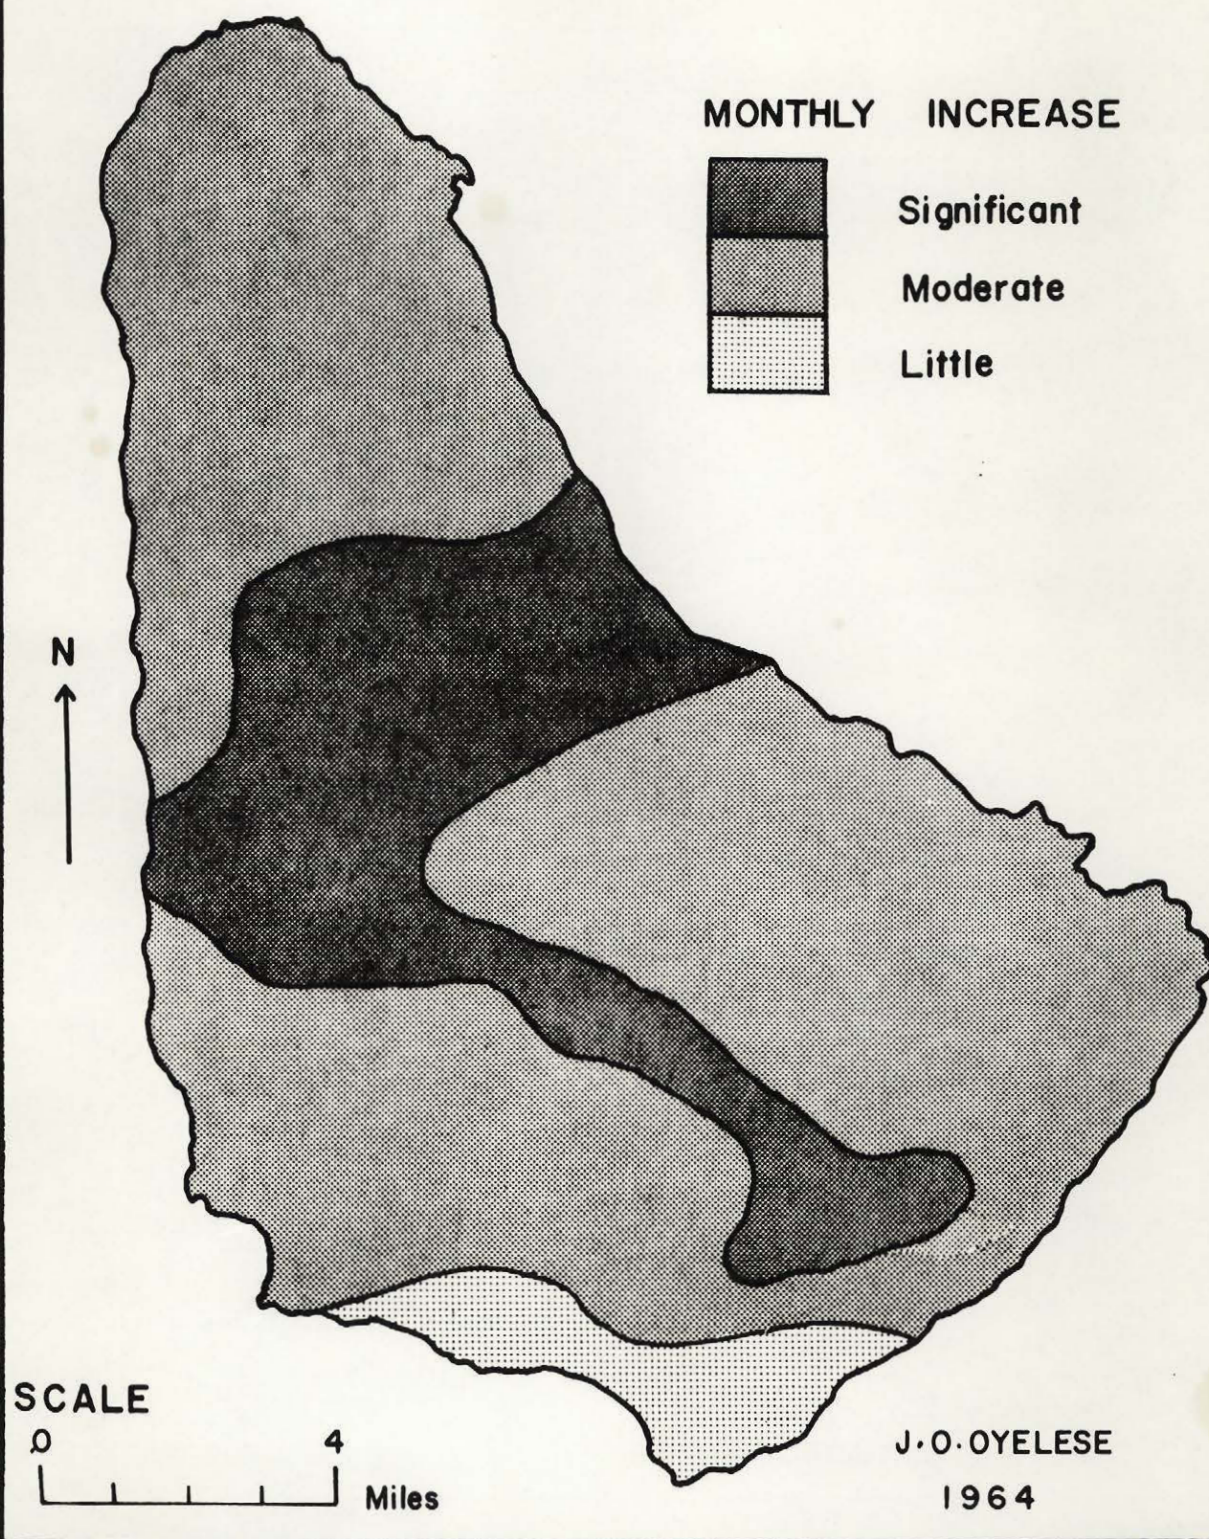 MONTHLY INCREASE
Significant
Moderate
Little
N
SCALE
0 4
Miles
J.O.OYELESE
1964